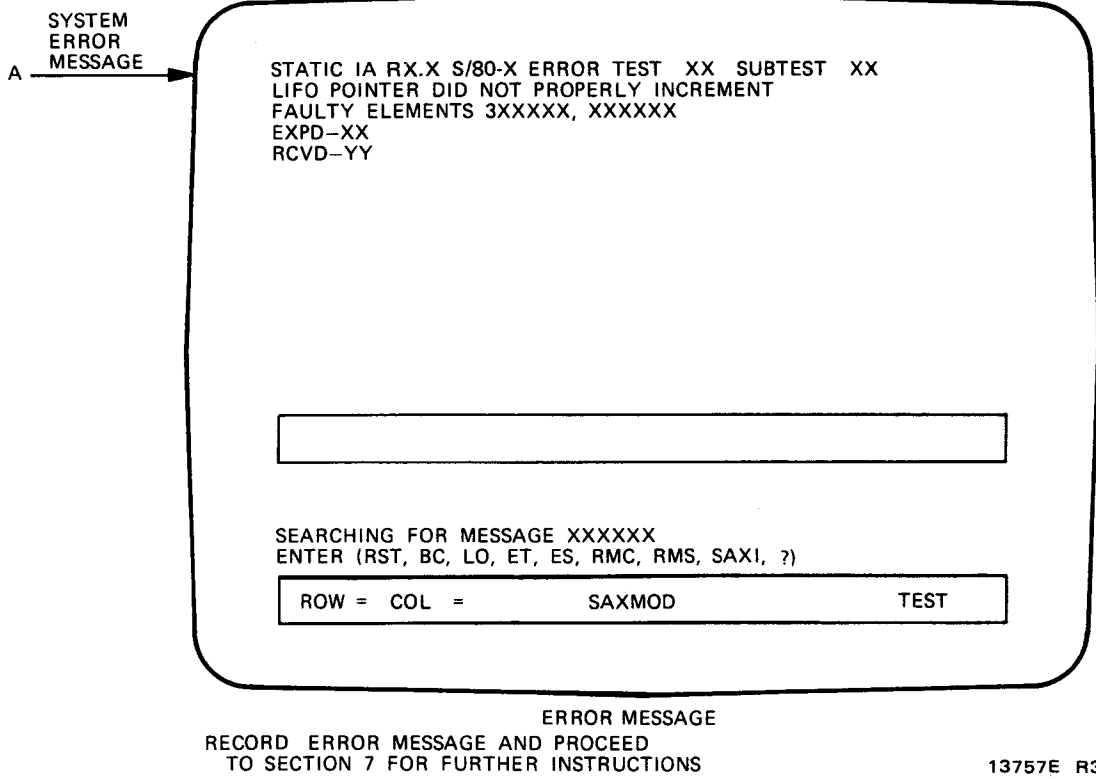 SYSTEM
ERROR
MESSAGE
A
STATIC IA RX.X S/80-X ERROR TEST XX SUBTEST XX
LIFO POINTER DID NOT PROPERLY INCREMENT
FAULTY ELEMENTS 3XXXXX, XXXXXX
EXPD-XX
RCVD-YY
SEARCHING FOR MESSAGE XXXXXX
ENTER (RST, BC, LO, ET, ES, RMC, RMS, SAXI, ?)
ROW = COL = SAXMOD TEST
ERROR MESSAGE
RECORD ERROR MESSAGE AND PROCEED
TO SECTION 7 FOR FURTHER INSTRUCTIONS
13757E R3